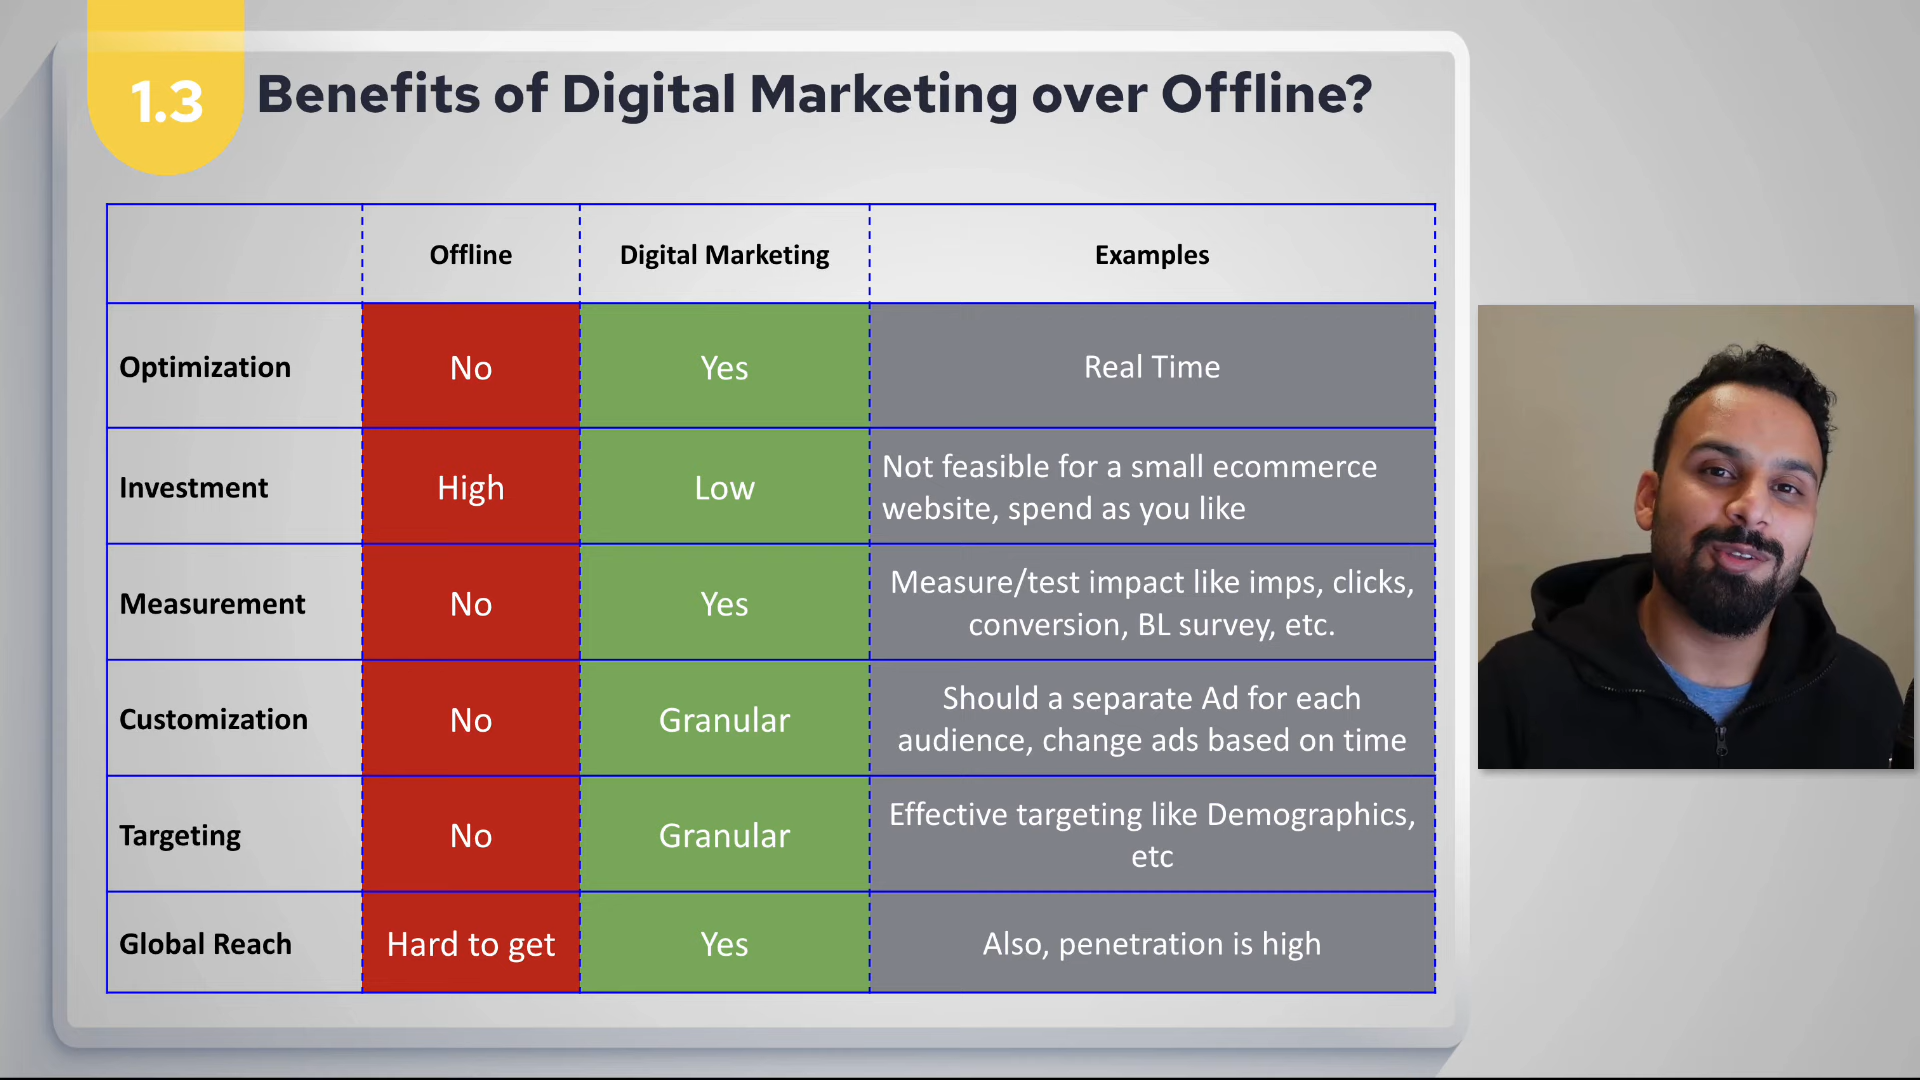 1.3
Benefits of Digital Marketing over Offline?
Offline
Digital Marketing
Examples
Optimization
No
Yes
Real Time
Investment
High
Low
Not feasible for a small ecommerce
website, spend as you like
Measurement
No
Yes
Measure/test impact like imps, clicks,
conversion, BL survey, etc.
Customization
No
Granular
Should a separate Ad for each
audience, change ads based on time
Targeting
No
Granular
Effective targeting like Demographics,
etc
Global Reach
Hard to get
Yes
Also, penetration is high